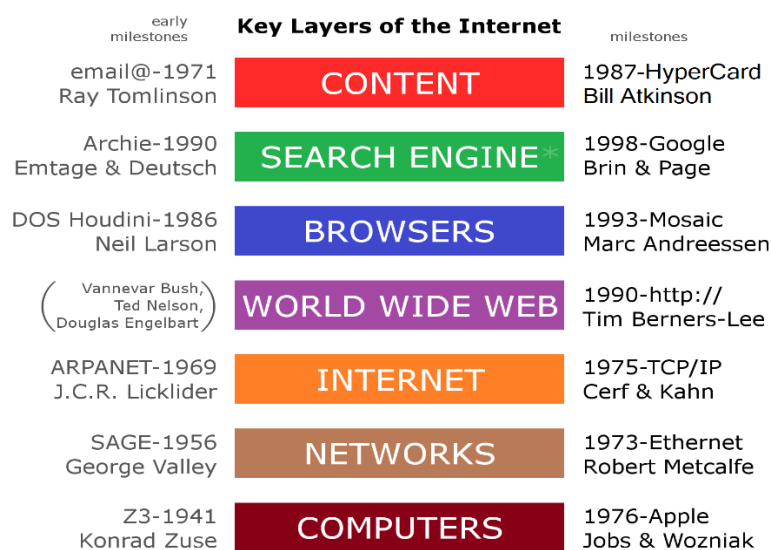 early
milestones
Key Layers of the Internet
milestones
email@-1971
Ray Tomlinson
CONTENT
1987-HyperCard
Bill Atkinson
Archie-1990
Emtage & Deutsch
SEARCH ENGINE*
1998-Google
Brin & Page
DOS Houdini-1986
Neil Larson
BROWSERS
1993-Mosaic
Marc Andreessen
(Vannevar Bush,
Ted Nelson,
Douglas Engelbart)
WORLD WIDE WEB
1990-http://
Tim Berners-Lee
ARPANET-1969
J.C.R. Licklider
INTERNET
1975-TCP/IP
Cerf & Kahn
SAGE-1956
George Valley
NETWORKS
1973-Ethernet
Robert Metcalfe
Z3-1941
Konrad Zuse
COMPUTERS
1976-Apple
Jobs & Wozniak